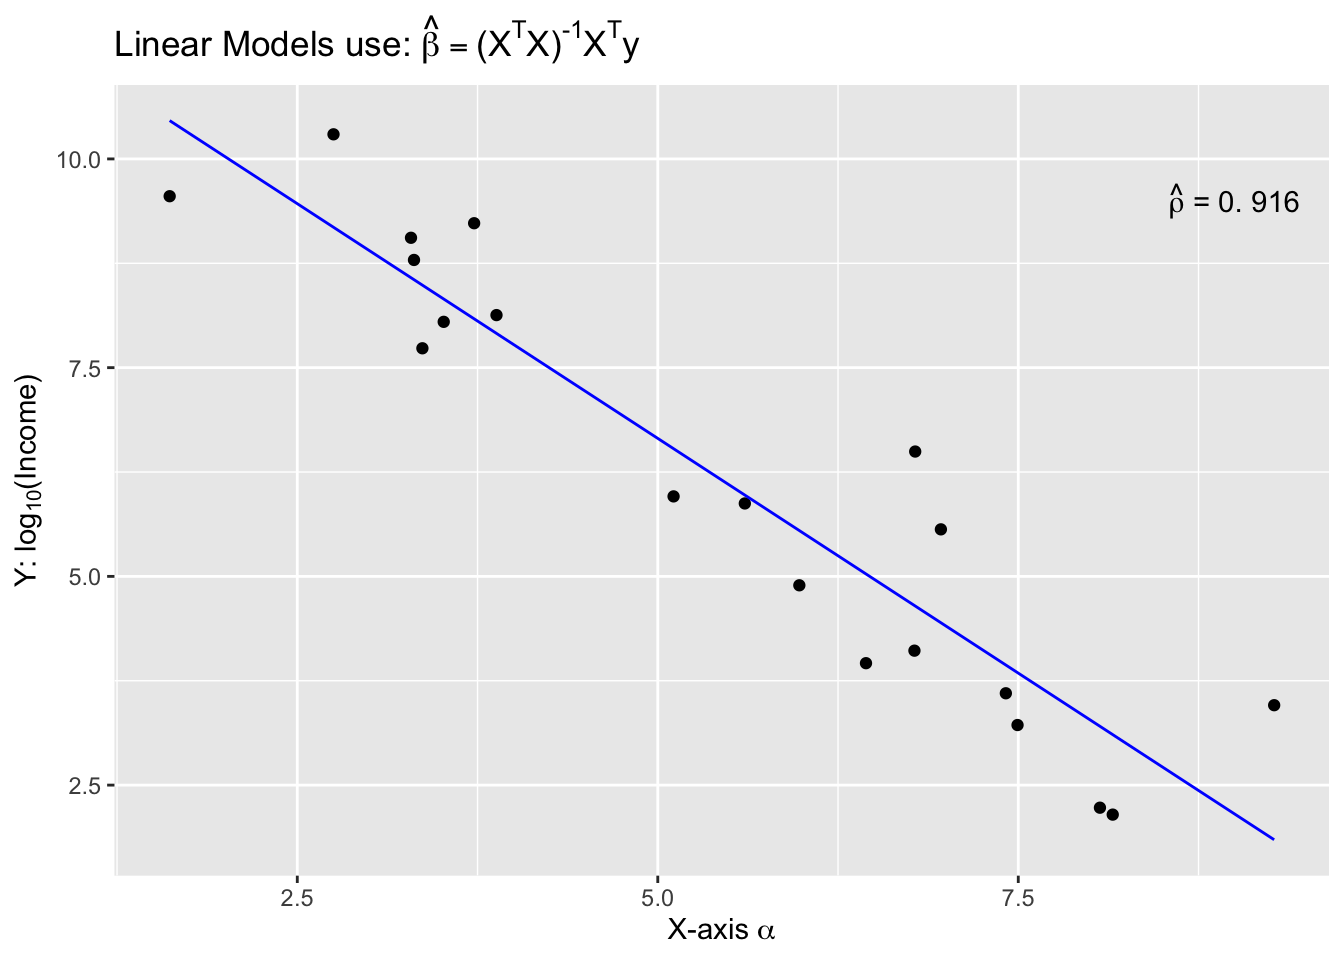 Linear Models use: β̂ = (XᵀX)⁻¹Xᵀy
10.0
7.5
5.0
2.5
ρ̂ = 0. 916
Y: log₁₀(Income)
2.5 5.0 7.5
X-axis α